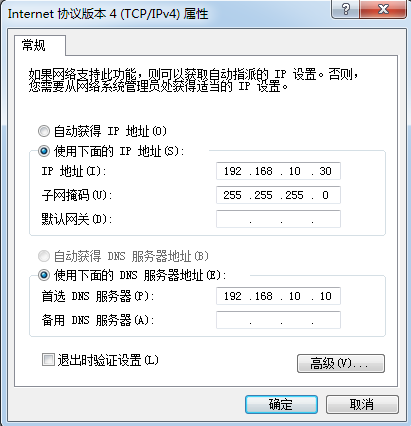 Internet 协议版本 4 (TCP/IPv4) 属性
常规
如果网络支持此功能，则可以获取自动指派的 IP 设置。否则，
您需要从网络系统管理员处获得适当的 IP 设置。
自动获得 IP 地址(O)
使用下面的 IP 地址(S):
IP 地址(I): 192 .168 . 10 . 30
子网掩码(U): 255 .255 .255 . 0
默认网关(D): . . .
自动获得 DNS 服务器地址(B)
使用下面的 DNS 服务器地址(E):
首选 DNS 服务器(P): 192 .168 . 10 . 10
备用 DNS 服务器(A): . . .
退出时验证设置(L)
高级(V)...
确定 取消